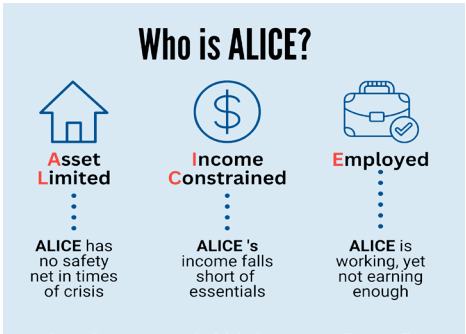 Who is ALICE?
Asset
Limited
ALICE has
no safety
net in times
of crisis
$
Income
Constrained
ALICE 's
income falls
short of
essentials
Employed
ALICE is
working, yet
not earning
enough